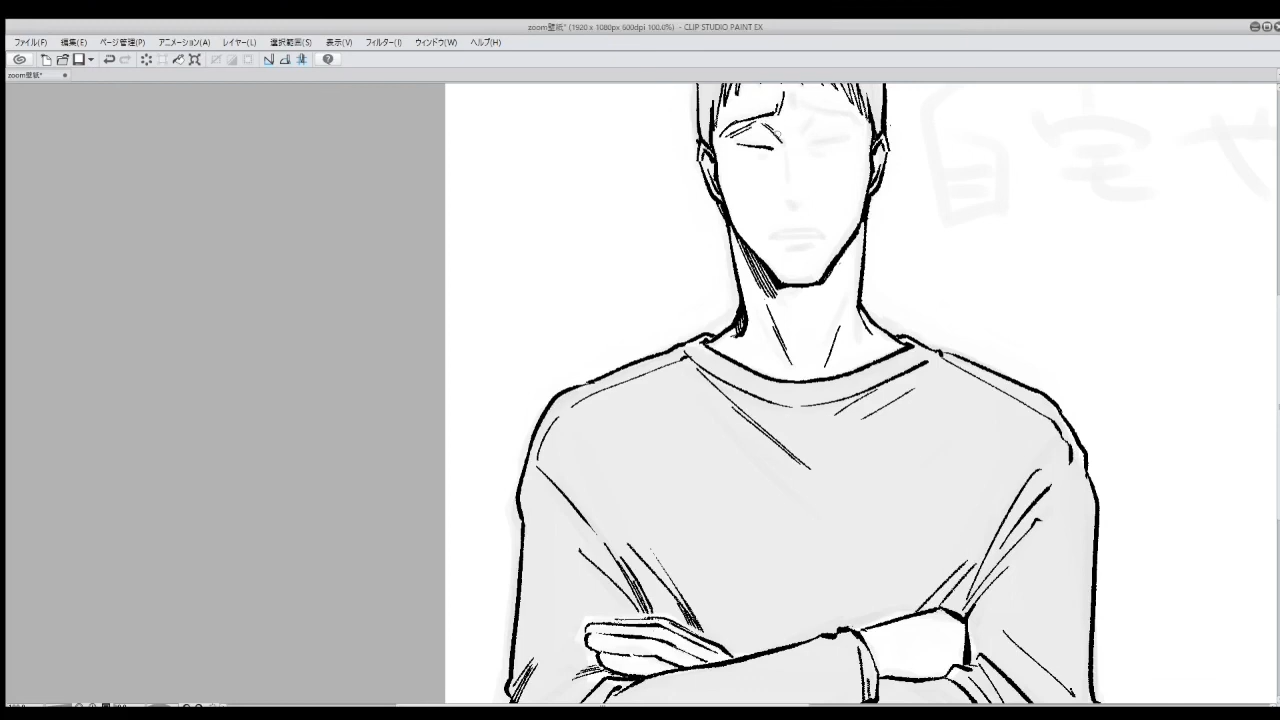 zoom壁紙* (1920 x 1080px 600dpi 100.0%) - CLIP STUDIO PAINT EX
ファイル(F) 編集(E) ページ管理(P) アニメーション(A) レイヤー(L) 選択範囲(S) 表示(V) フィルター(I) ウィンドウ(W) ヘルプ(H)
zoom壁紙*
自宅や